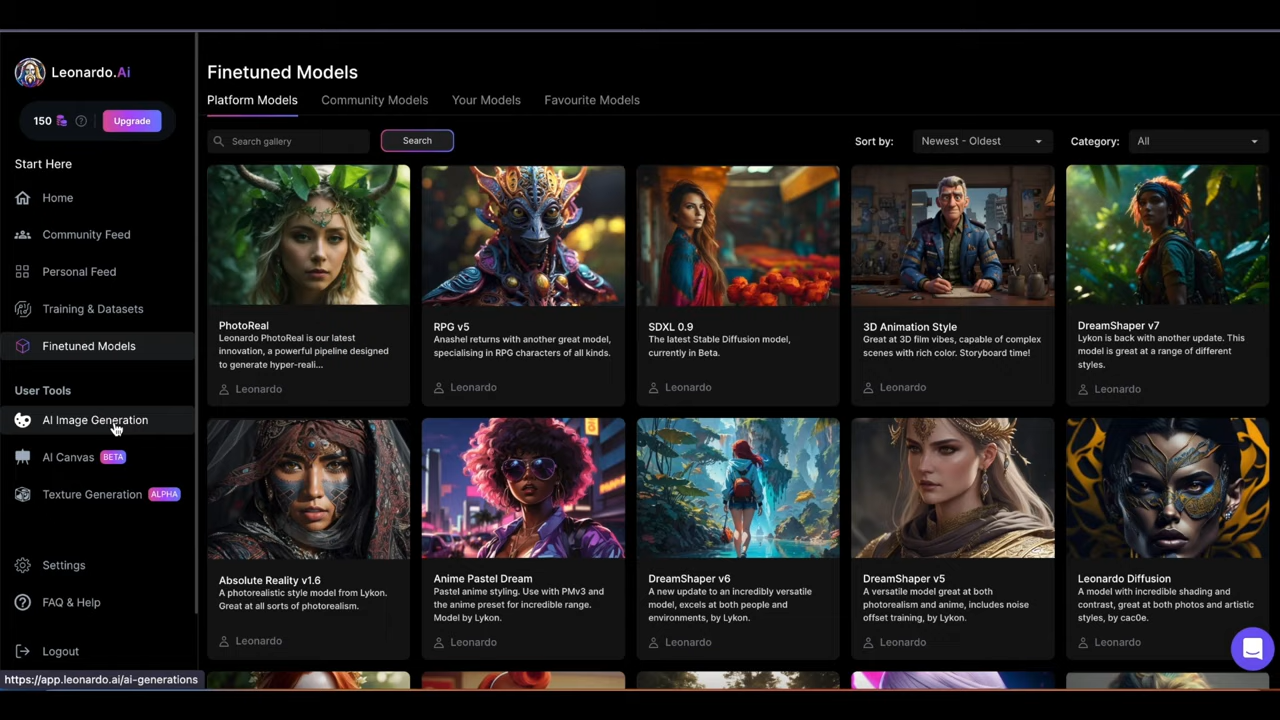 Leonardo.Ai
150
Upgrade
Start Here
Home
Community Feed
Personal Feed
Training & Datasets
Finetuned Models
User Tools
AI Image Generation
AI Canvas BETA
Texture Generation ALPHA
Settings
FAQ & Help
Logout
https://app.leonardo.ai/ai-generations
Finetuned Models
Platform Models Community Models Your Models Favourite Models
Search gallery Search Sort by: Newest - Oldest Category: All
PhotoReal
Leonardo PhotoReal is our latest
innovation, a powerful pipeline designed
to generate hyper-reali...
Leonardo
RPG v5
Anashel returns with another great model,
specialising in RPG characters of all kinds.
Leonardo
SDXL 0.9
The latest Stable Diffusion model,
currently in Beta.
Leonardo
3D Animation Style
Great at 3D film vibes, capable of complex
scenes with rich color. Storyboard time!
Leonardo
DreamShaper v7
Lykon is back with another update. This
model is great at a range of different
styles.
Leonardo
Absolute Reality v1.6
A photorealistic style model from Lykon.
Great at all sorts of photorealism.
Leonardo
Anime Pastel Dream
Pastel anime styling. Use with PMv3 and
the anime preset for incredible range.
Model by Lykon.
Leonardo
DreamShaper v6
A new update to an incredibly versatile
model, excels at both people and
environments, by Lykon.
Leonardo
DreamShaper v5
A versatile model great at both
photorealism and anime, includes noise
offset training, by Lykon.
Leonardo
Leonardo Diffusion
A model with incredible shading and
contrast, great at both photos and artistic
styles, by cac0e.
Leonardo